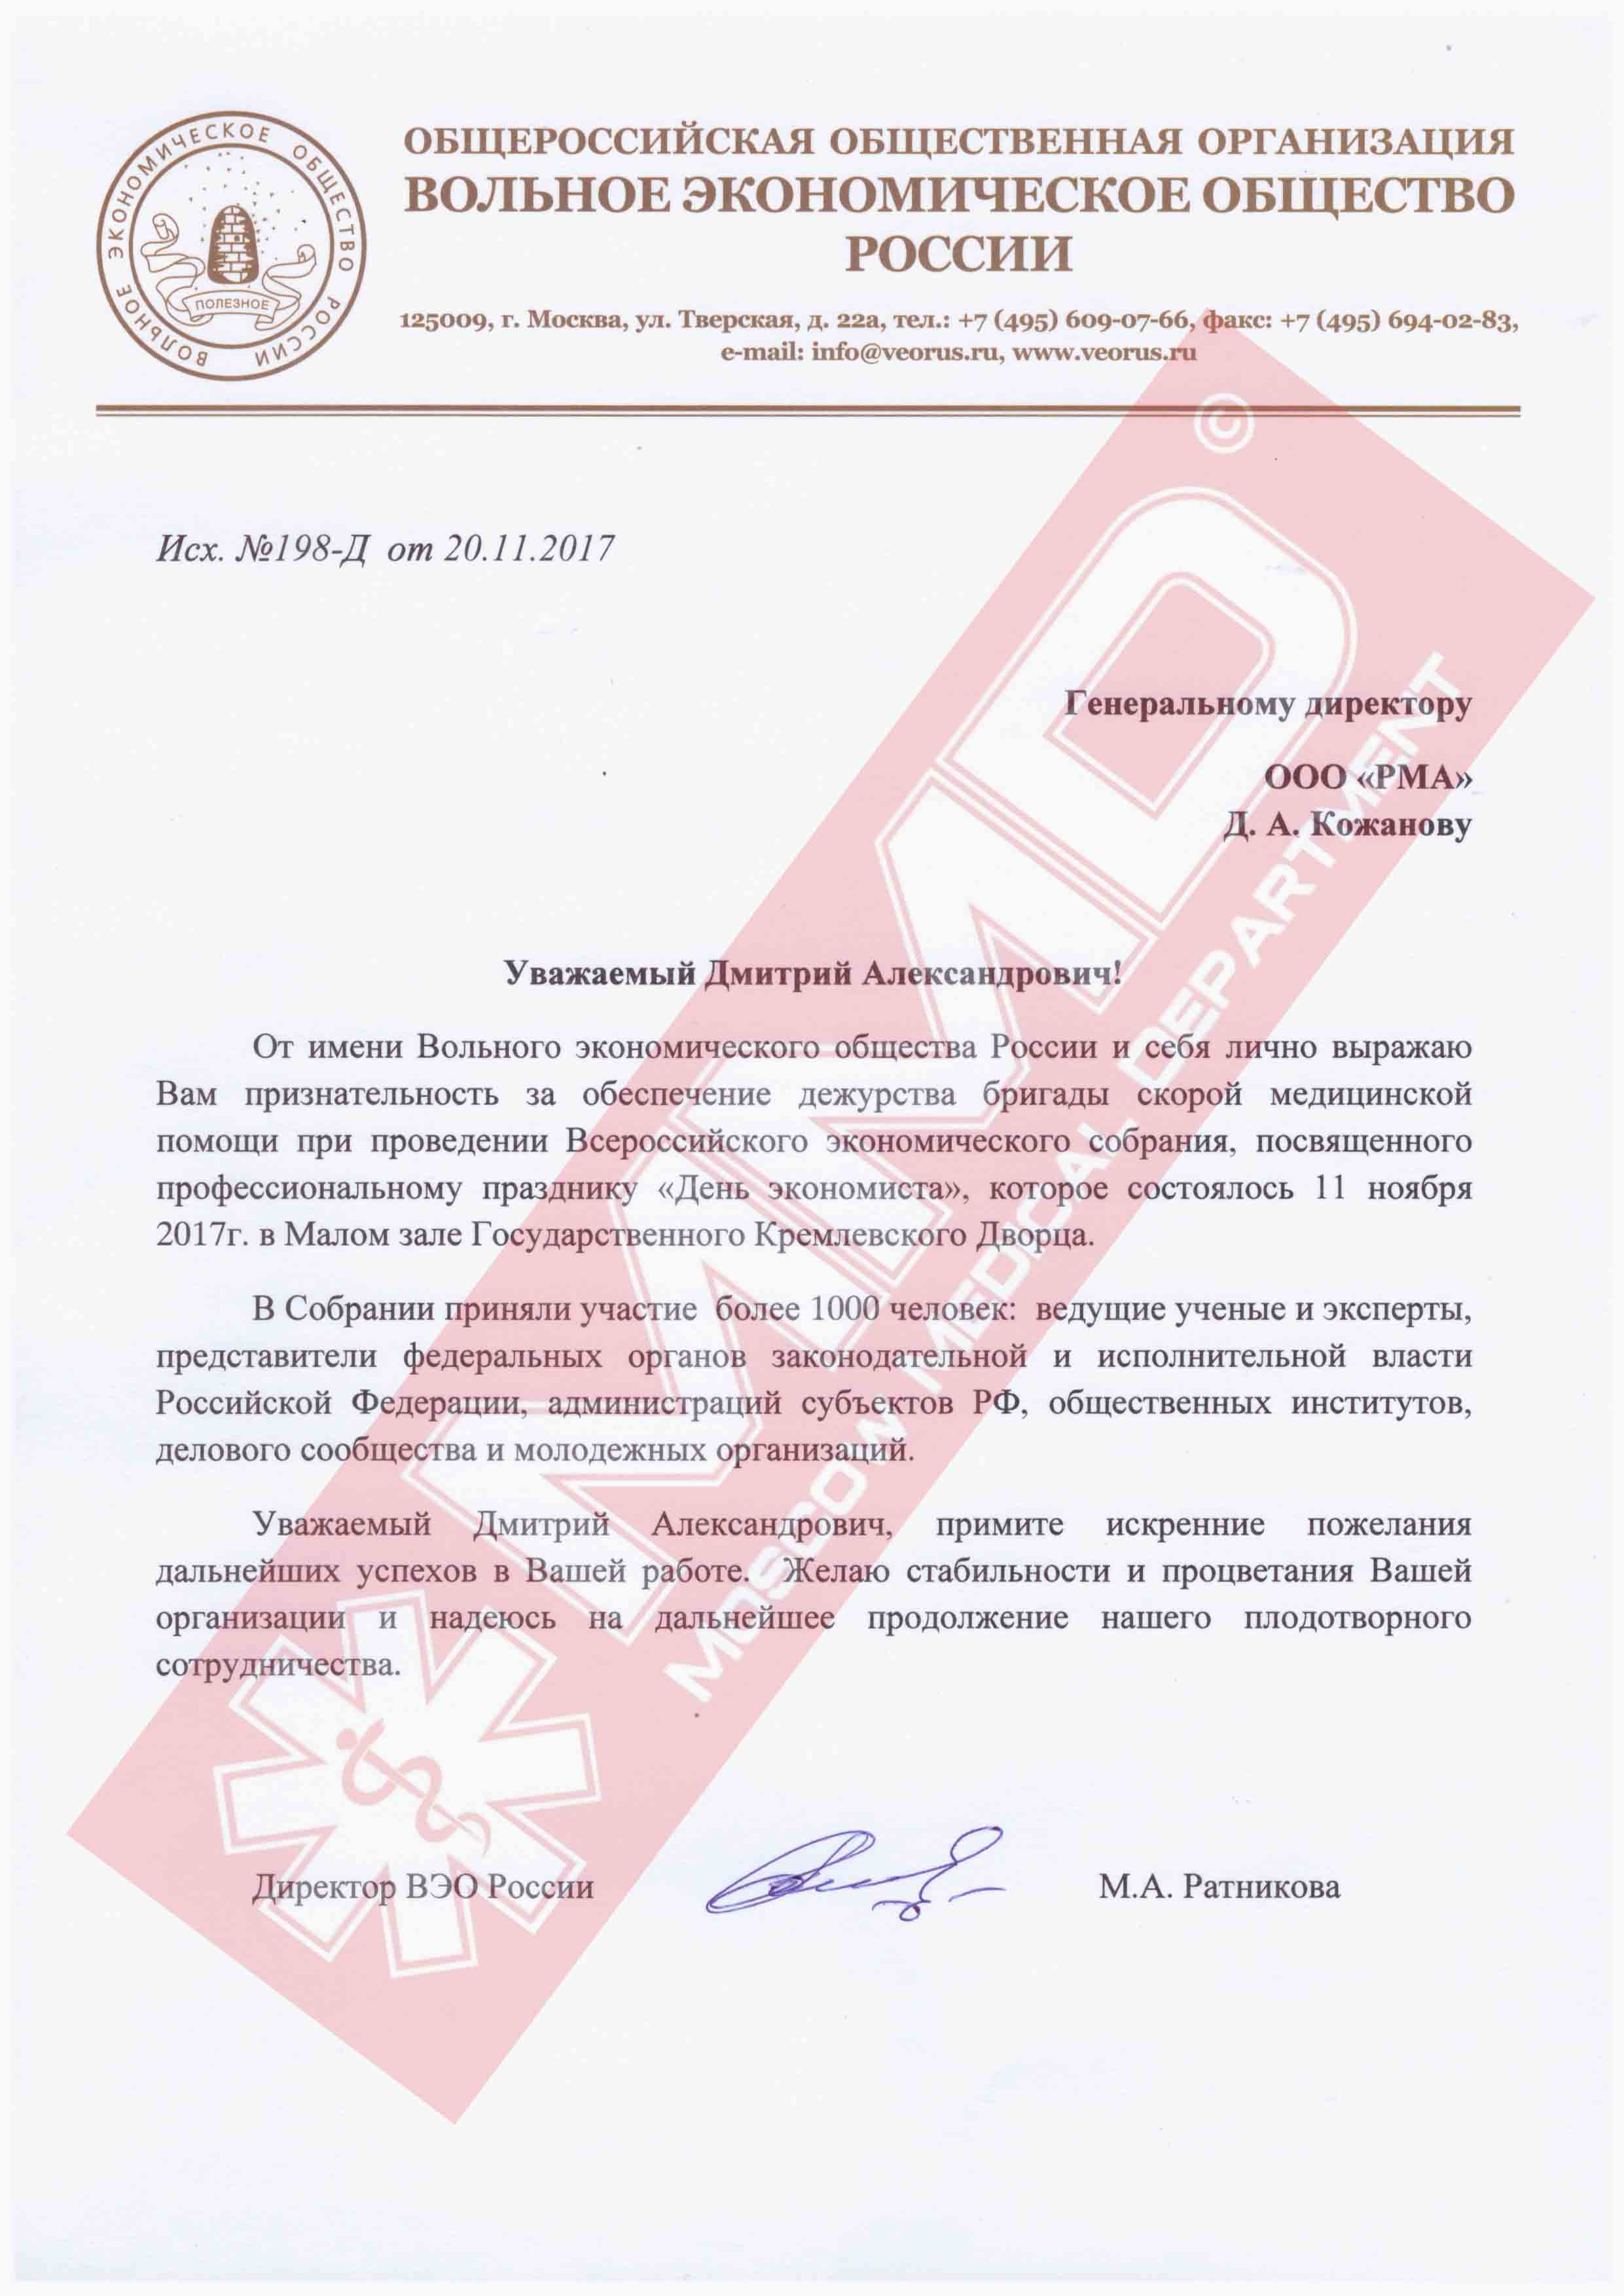 ВОЛЬНОЕ ЭКОНОМИЧЕСКОЕ ОБЩЕСТВО РОССИИ
ПОЛЕЗНОЕ
ОБЩЕРОССИЙСКАЯ ОБЩЕСТВЕННАЯ ОРГАНИЗАЦИЯ
ВОЛЬНОЕ ЭКОНОМИЧЕСКОЕ ОБЩЕСТВО
РОССИИ
125009, г. Москва, ул. Тверская, д. 22а, тел.: +7 (495) 609-07-66, факс: +7 (495) 694-02-83,
e-mail: info@veorus.ru, www.veorus.ru
Исх. №198-Д от 20.11.2017
Генеральному директору
ООО «РМА»
Д. А. Кожанову
Уважаемый Дмитрий Александрович!
От имени Вольного экономического общества России и себя лично выражаю
Вам признательность за обеспечение дежурства бригады скорой медицинской
помощи при проведении Всероссийского экономического собрания, посвященного
профессиональному празднику «День экономиста», которое состоялось 11 ноября
2017г. в Малом зале Государственного Кремлевского Дворца.
В Собрании приняли участие более 1000 человек: ведущие ученые и эксперты,
представители федеральных органов законодательной и исполнительной власти
Российской Федерации, администраций субъектов РФ, общественных институтов,
делового сообщества и молодежных организаций.
Уважаемый Дмитрий Александрович, примите искренние пожелания
дальнейших успехов в Вашей работе. Желаю стабильности и процветания Вашей
организации и надеюсь на дальнейшее продолжение нашего плодотворного
сотрудничества.
Директор ВЭО России
М.А. Ратникова
MMD ©
MOSCOW MEDICAL DEPARTMENT